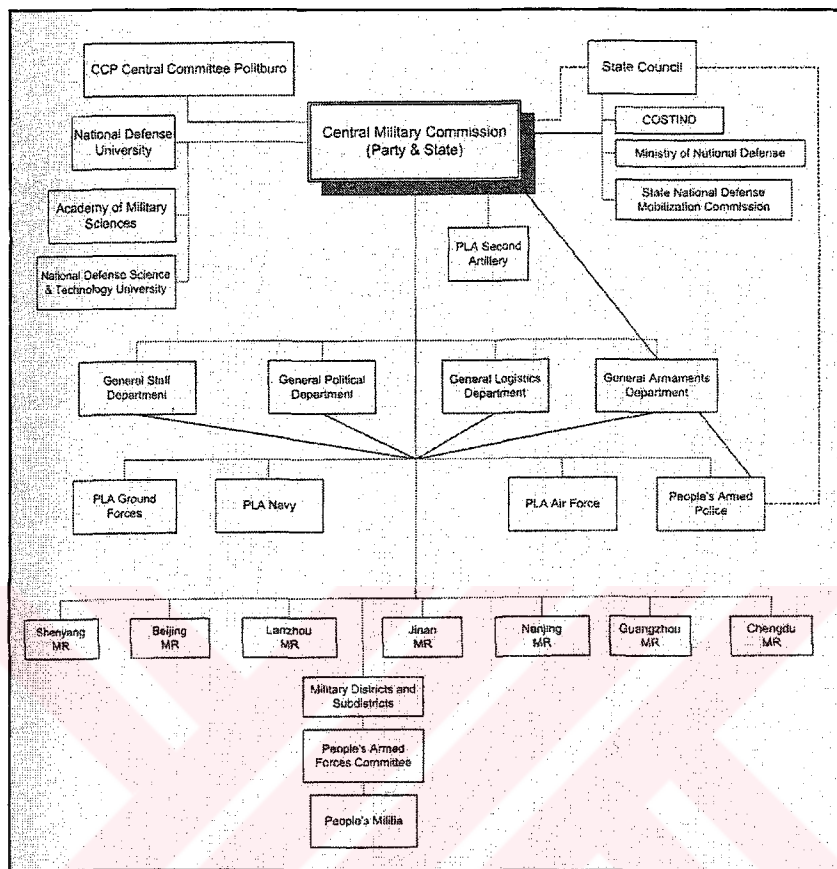 CCP Central Committee Politburo
State Council
Central Military Commission
(Party & State)
National Defense
University
COSTIND
Ministry of National Defense
State National Defense
Mobilization Commission
Academy of Military
Sciences
PLA Second
Artillery
National Defense Science
& Technology University
General Staff
Department
General Political
Department
General Logistics
Department
General Armaments
Department
PLA Ground
Forces
PLA Navy
PLA Air Force
People's Armed
Police
Shenyang
MR
Beijing
MR
Lanzhou
MR
Jinan
MR
Nanjing
MR
Guangzhou
MR
Chengdu
MR
Military Districts and
Subdistricts
People's Armed
Forces Committee
People's Militia